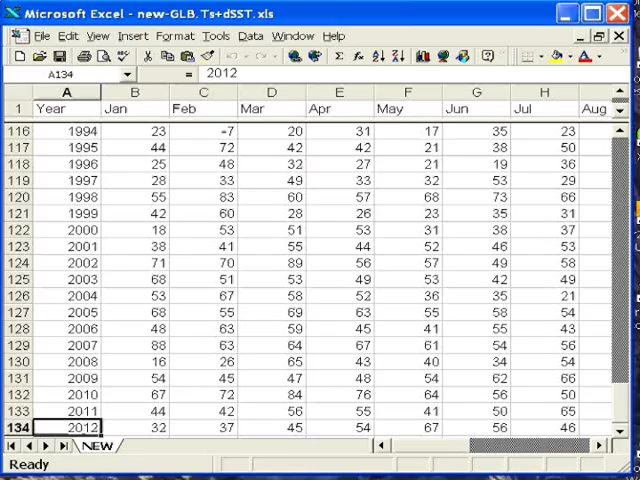 Microsoft Excel - new-GLB.Ts+dSST.xls
File Edit View Insert Format Tools Data Window Help
A134 = 2012
A B C D E F G H
1 Year Jan Feb Mar Apr May Jun Jul Aug
116 1994 23 -7 20 31 17 35 23
117 1995 44 72 42 42 21 38 50
118 1996 25 48 32 27 21 19 36
119 1997 28 33 49 33 32 53 29
120 1998 55 83 60 57 68 73 66
121 1999 42 60 28 26 23 35 31
122 2000 18 53 51 53 31 38 37
123 2001 38 41 55 44 52 46 53
124 2002 71 70 89 56 57 49 58
125 2003 68 51 53 49 53 42 49
126 2004 53 67 58 52 36 35 21
127 2005 68 55 69 63 55 58 54
128 2006 48 63 59 45 41 55 43
129 2007 88 63 64 67 61 54 56
130 2008 16 26 65 43 40 34 54
131 2009 54 45 47 48 54 62 66
132 2010 67 72 84 76 64 56 50
133 2011 44 42 56 55 41 50 65
134 2012 32 37 45 54 67 56 46
NEW
Ready